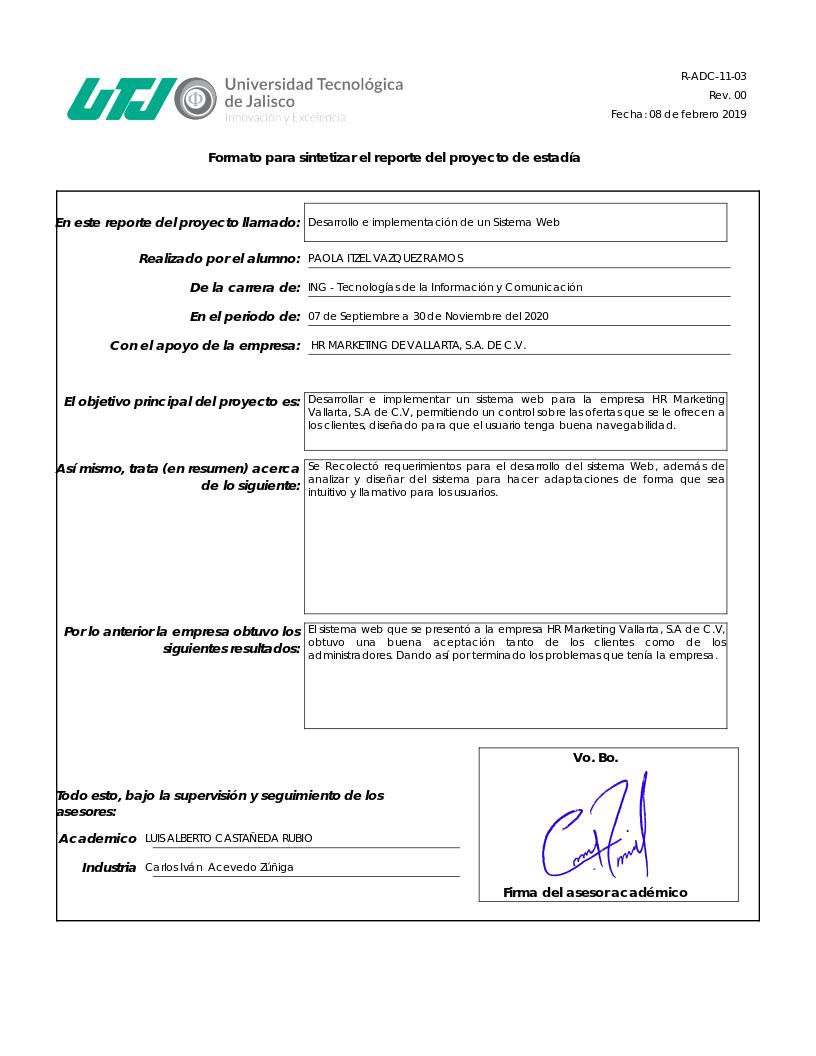 UTJ
Universidad Tecnológica
de Jalisco
Innovación y Excelencia
R-ADC-11-03
Rev. 00
Fecha: 08 de febrero 2019
Formato para sintetizar el reporte del proyecto de estadía
En este reporte del proyecto llamado: Desarrollo e implementación de un Sistema Web
Realizado por el alumno: PAOLA ITZEL VAZQUEZ RAMOS
De la carrera de: ING - Tecnologías de la Información y Comunicación
En el periodo de: 07 de Septiembre a 30 de Noviembre del 2020
Con el apoyo de la empresa: HR MARKETING DE VALLARTA, S.A. DE C.V.
El objetivo principal del proyecto es: Desarrollar e implementar un sistema web para la empresa HR Marketing
Vallarta, S.A de C.V, permitiendo un control sobre las ofertas que se le ofrecen a
los clientes, diseñado para que el usuario tenga buena navegabilidad.
Así mismo, trata (en resumen) acerca
de lo siguiente:
Se Recolectó requerimientos para el desarrollo del sistema Web, además de
analizar y diseñar del sistema para hacer adaptaciones de forma que sea
intuitivo y llamativo para los usuarios.
Por lo anterior la empresa obtuvo los
siguientes resultados:
El sistema web que se presentó a la empresa HR Marketing Vallarta, S.A de C.V,
obtuvo una buena aceptación tanto de los clientes como de los
administradores. Dando así por terminado los problemas que tenía la empresa.
Todo esto, bajo la supervisión y seguimiento de los
asesores:
Academico LUIS ALBERTO CASTAÑEDA RUBIO
Industria Carlos Iván Acevedo Zúñiga
Vo. Bo.
Firma del asesor académico